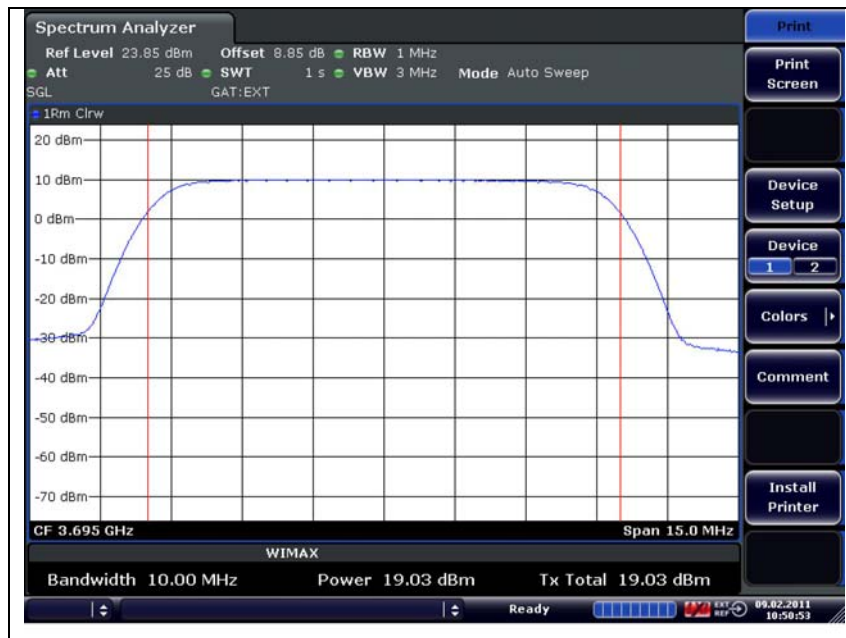 Spectrum Analyzer
Ref Level 23.85 dBm Offset 8.85 dB RBW 1 MHz
Att 25 dB SWT 1 s VBW 3 MHz Mode Auto Sweep
SGL GAT:EXT
1Rm Clrw
20 dBm
10 dBm
0 dBm
-10 dBm
-20 dBm
-30 dBm
-40 dBm
-50 dBm
-60 dBm
-70 dBm
CF 3.695 GHz Span 15.0 MHz
WIMAX
Bandwidth 10.00 MHz Power 19.03 dBm Tx Total 19.03 dBm
Ready EXT REF 09.02.2011 10:50:53
Print
Print Screen
Device Setup
Device
1 2
Colors
Comment
Install Printer